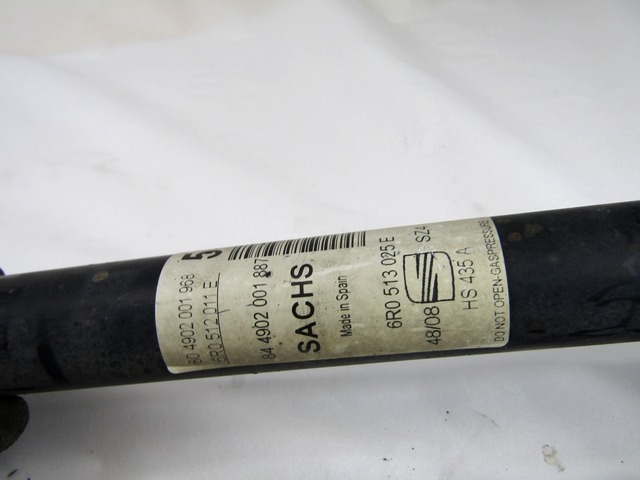 80 4902 001 968
6R0 512 011 E
5
84 4902 001 887
SACHS
Made in Spain
6R0 513 025 E
48/08
HS 435 A
DO NOT OPEN-GASPRESSURE